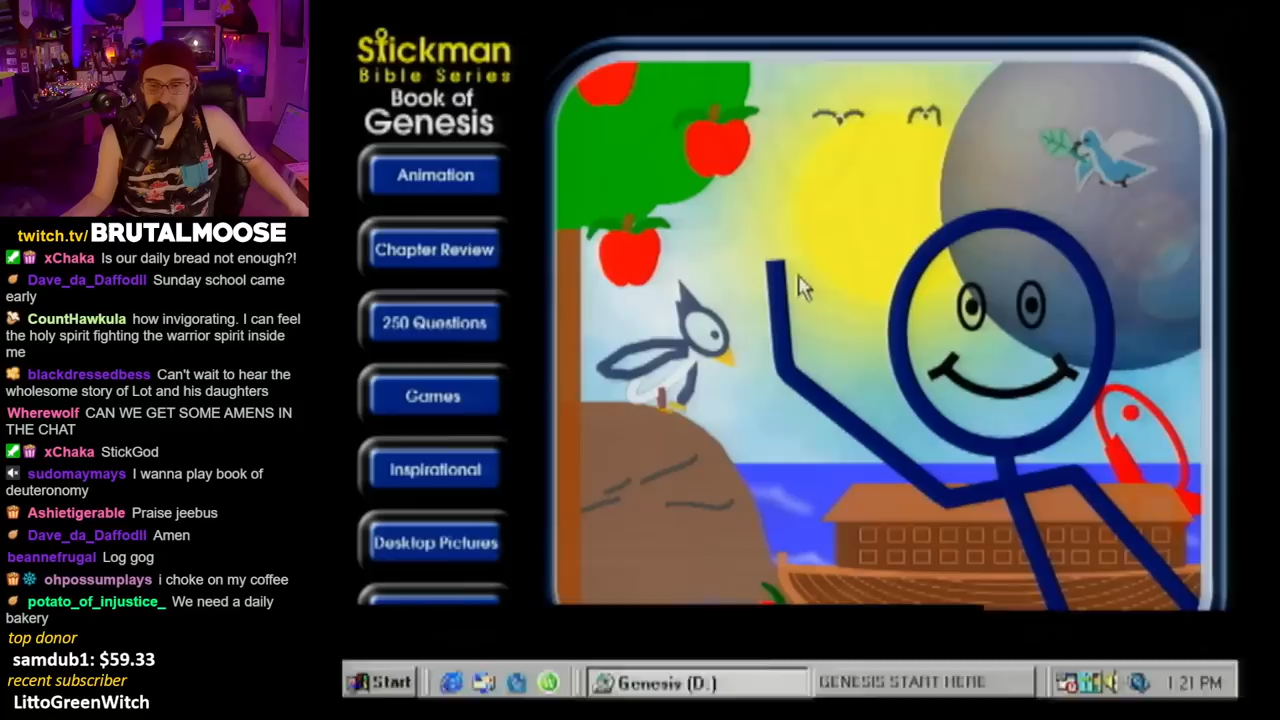 twitch.tv/BRUTALMOOSE
xChaka Is our daily bread not enough?!
Dave_da_Daffodil Sunday school came
early
CountHawkula how invigorating. I can feel
the holy spirit fighting the warrior spirit inside
me
blackdressedbess Can't wait to hear the
wholesome story of Lot and his daughters
Wherewolf CAN WE GET SOME AMENS IN
THE CHAT
xChaka StickGod
sudomaymays I wanna play book of
deuteronomy
Ashietigerable Praise jeebus
Dave_da_Daffodil Amen
beannefrugal Log gog
ohpossumplays i choke on my coffee
potato_of_injustice_ We need a daily
bakery
top donor
samdub1: $59.33
recent subscriber
LittoGreenWitch
Stickman
Bible Series
Book of
Genesis
Animation
Chapter Review
250 Questions
Games
Inspirational
Desktop Pictures
Start
Genesis (D:)
GENESIS START HERE
1:21 PM